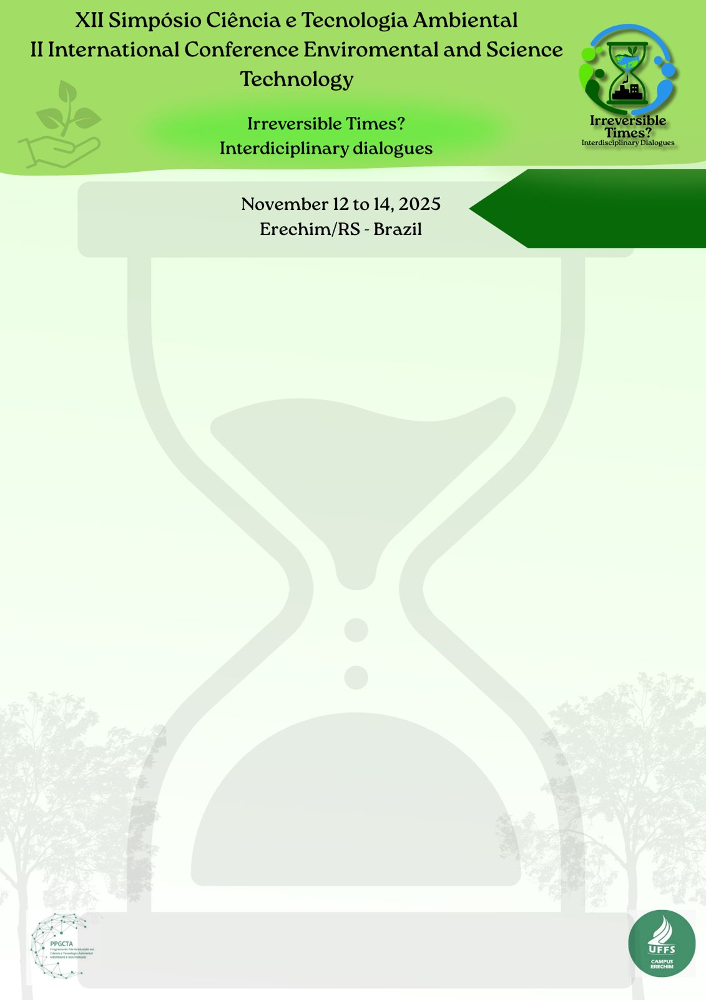 XII Simpósio Ciência e Tecnologia Ambiental
II International Conference Enviromental and Science
Technology
Irreversible Times?
Interdiciplinary dialogues
Irreversible
Times?
Interdisciplinary Dialogues
November 12 to 14, 2025
Erechim/RS - Brazil
PPGCTA
Programa de Pós-Graduação em
Ciência e Tecnologia Ambiental
MESTRADO E DOUTORADO
UFFS
CAMPUS
ERECHIM